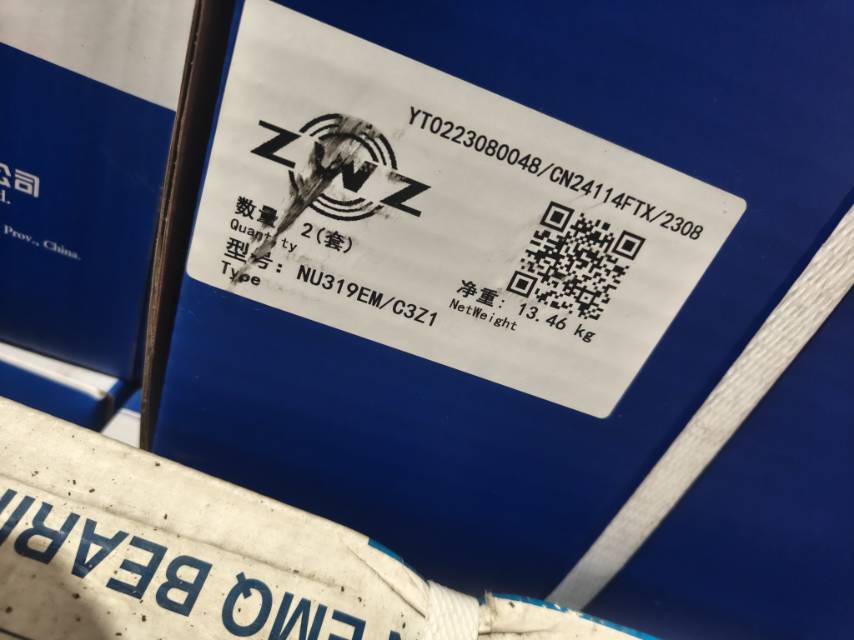 YT0223080048/CN24114FTX/2308
ZWZ
数量: 2(套)
Quantity
型号: NU319EM/C3Z1
Type
净重: 13.46 kg
NetWeight
公司
d.
Prov., China.
EMQ BEARI